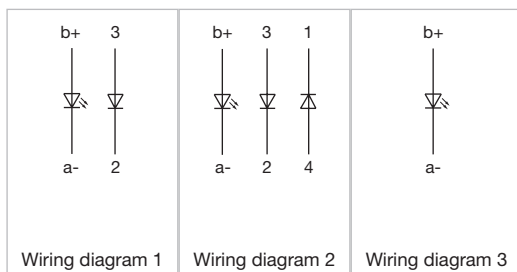 b+ 3
a- 2
Wiring diagram 1
b+ 3 1
a- 2 4
Wiring diagram 2
b+
a-
Wiring diagram 3